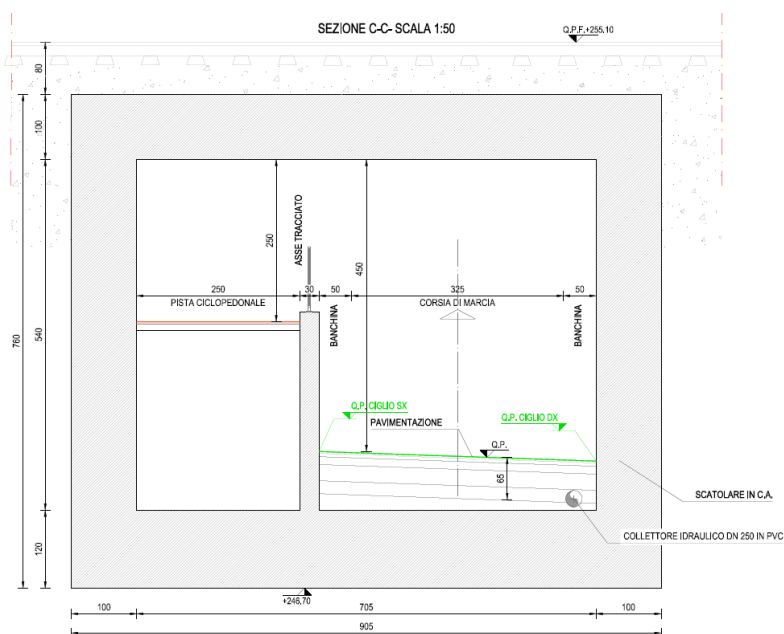 SEZIONE C-C- SCALA 1:50
Q.P.F.+255,10
80
100
760
540
120
250
450
ASSE TRACCIATO
250
30
50
325
50
PISTA CICLOPEDONALE
BANCHINA
CORSIA DI MARCIA
BANCHINA
Q.P. CIGLIO SX
Q.P. CIGLIO DX
PAVIMENTAZIONE
Q.P.
65
SCATOLARE IN C.A.
COLLETTORE IDRAULICO DN 250 IN PVC
+246,70
100
705
100
905